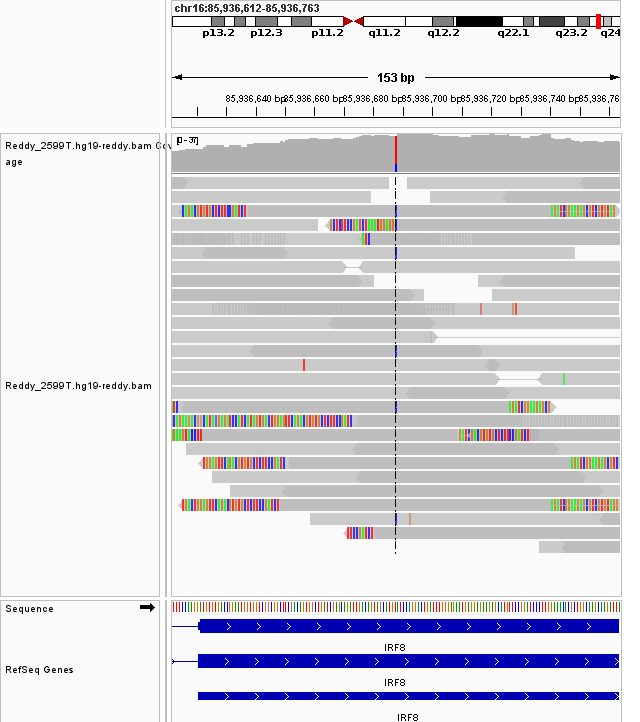 chr16:85,936,612-85,936,763
p13.2 p12.3 p11.2 q11.2 q12.2 q22.1 q23.2 q24
153 bp
85,936,640 bp 85,936,660 bp 85,936,680 bp 85,936,700 bp 85,936,720 bp 85,936,740 bp 85,936,76
Reddy_2599T.hg19-reddy.bam Cov
erage
[0 - 37]
Reddy_2599T.hg19-reddy.bam
Sequence
IRF8
RefSeq Genes
IRF8
IRF8